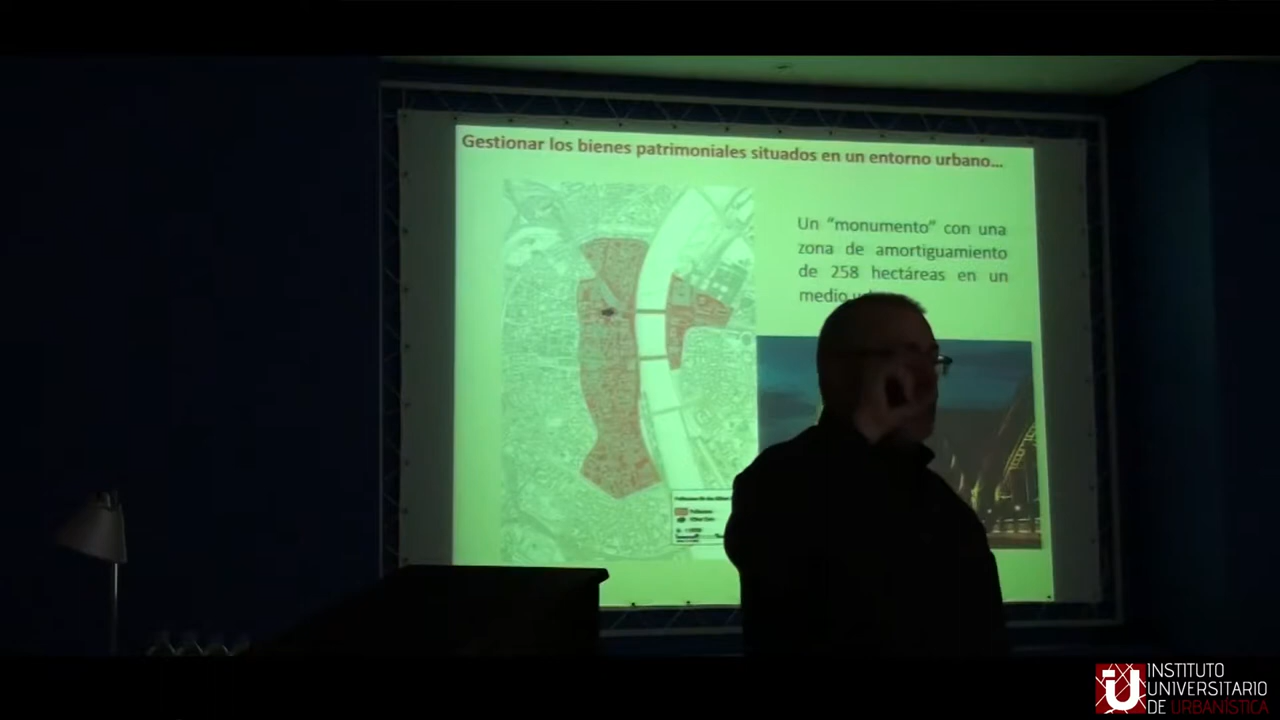 Gestionar los bienes patrimoniales situados en un entorno urbano...
Un "monumento" con una
zona de amortiguamiento
de 258 hectáreas en un
medio
INSTITUTO
UNIVERSITARIO
DE URBANÍSTICA